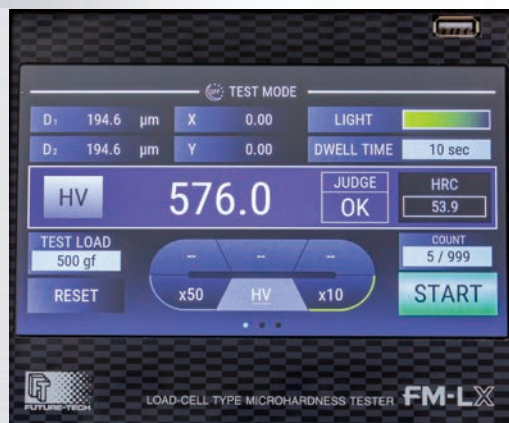 TEST MODE
D1 194.6 μm X 0.00 LIGHT
D2 194.6 μm Y 0.00 DWELL TIME 10 sec
HV 576.0 JUDGE OK HRC 53.9
TEST LOAD
500 gf
COUNT
5 / 999
-- -- --
RESET x50 HV x10 START
FUTURE-TECH
LOAD-CELL TYPE MICROHARDNESS TESTER FM-LX